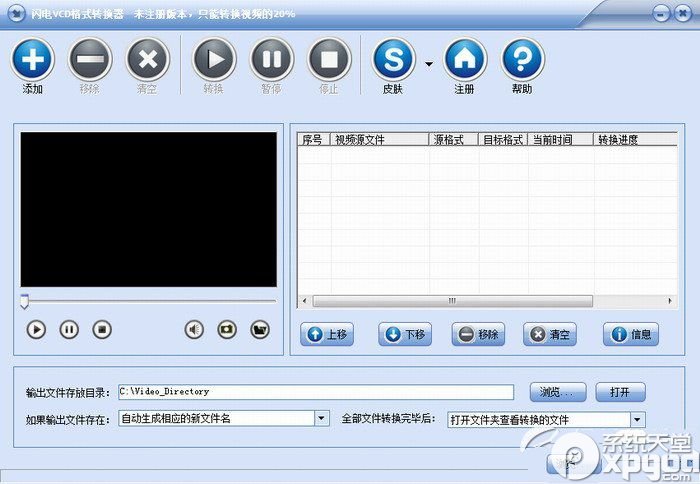 闪电VCD格式转换器 未注册版本，只能转换视频的20%
添加 移除 清空 转换 暂停 停止 皮肤 注册 帮助
序号 视频源文件 源格式 目标格式 当前时间 转换进度
上移 下移 移除 清空 信息
输出文件存放目录： C:\Video_Directory 浏览... 打开
如果输出文件存在： 自动生成相应的新文件名 全部文件转换完毕后： 打开文件夹查看转换的文件
系统天堂